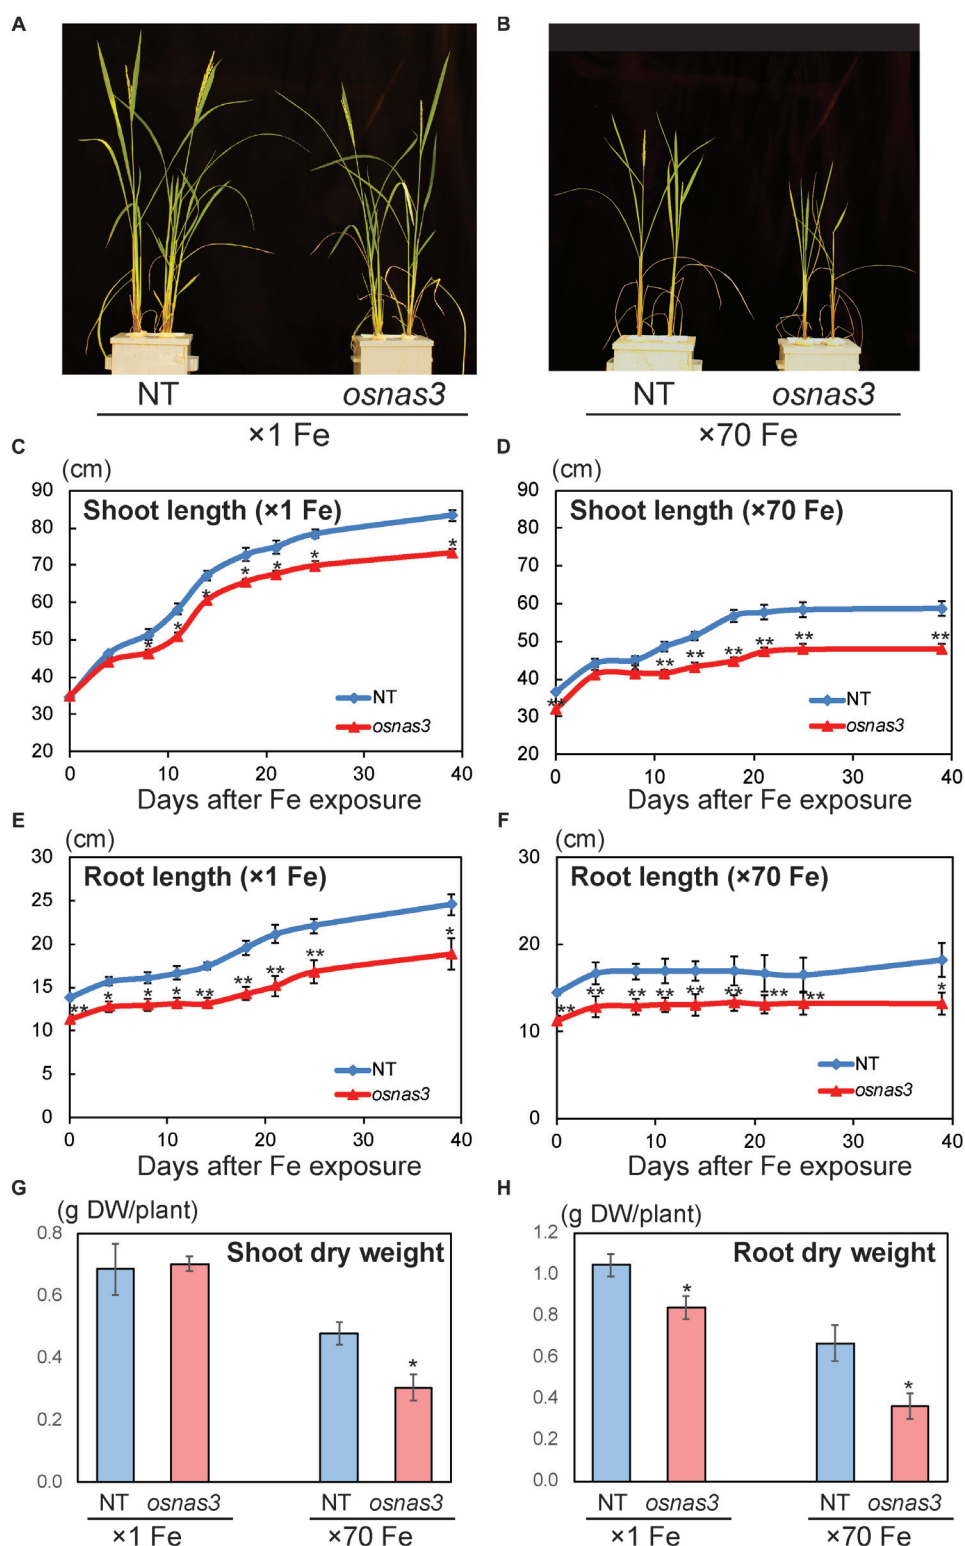 A
B
NT osnas3
×1 Fe
NT osnas3
×70 Fe
C
(cm)
Shoot length (×1 Fe)
90
80
70
60
50
40
30
20
* * * * * * * *
NT
osnas3
0 10 20 30 40
Days after Fe exposure
D
(cm)
Shoot length (×70 Fe)
90
80
70
60
50
40
30
20
** * ** ** ** ** ** **
NT
osnas3
0 10 20 30 40
Days after Fe exposure
E
(cm)
Root length (×1 Fe)
30
25
20
15
10
5
0
** * * * ** ** ** ** *
NT
osnas3
0 10 20 30 40
Days after Fe exposure
F
(cm)
Root length (×70 Fe)
30
20
10
0
** ** ** ** ** ** ** ** *
NT
osnas3
0 10 20 30 40
Days after Fe exposure
G
(g DW/plant)
Shoot dry weight
0.8
0.6
0.4
0.2
0.0
*
NT osnas3 NT osnas3
×1 Fe ×70 Fe
H
(g DW/plant)
Root dry weight
1.2
1.0
0.8
0.6
0.4
0.2
0.0
* *
NT osnas3 NT osnas3
×1 Fe ×70 Fe